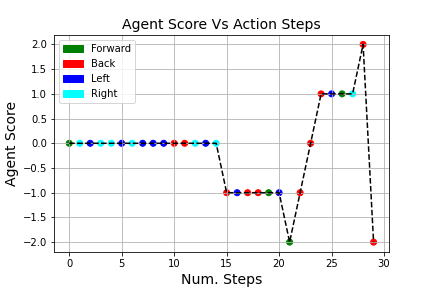 Agent Score Vs Action Steps
Agent Score
2.0
1.5
1.0
0.5
0.0
−0.5
−1.0
−1.5
−2.0
Forward
Back
Left
Right
0 5 10 15 20 25 30
Num. Steps